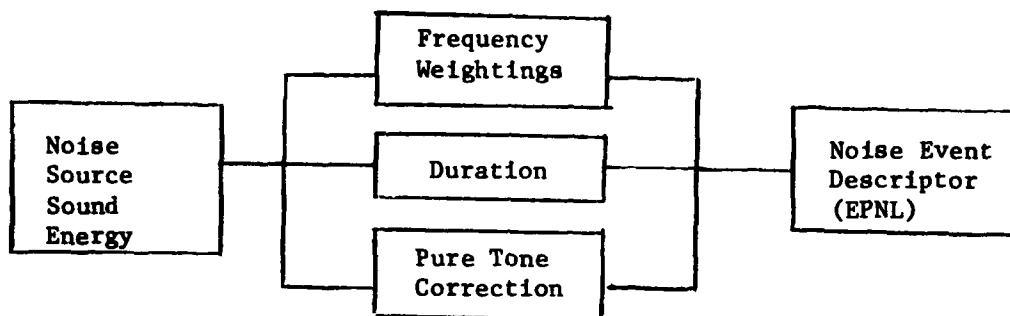 Noise
Source
Sound
Energy
Frequency
Weightings
Duration
Pure Tone
Correction
Noise Event
Descriptor
(EPNL)